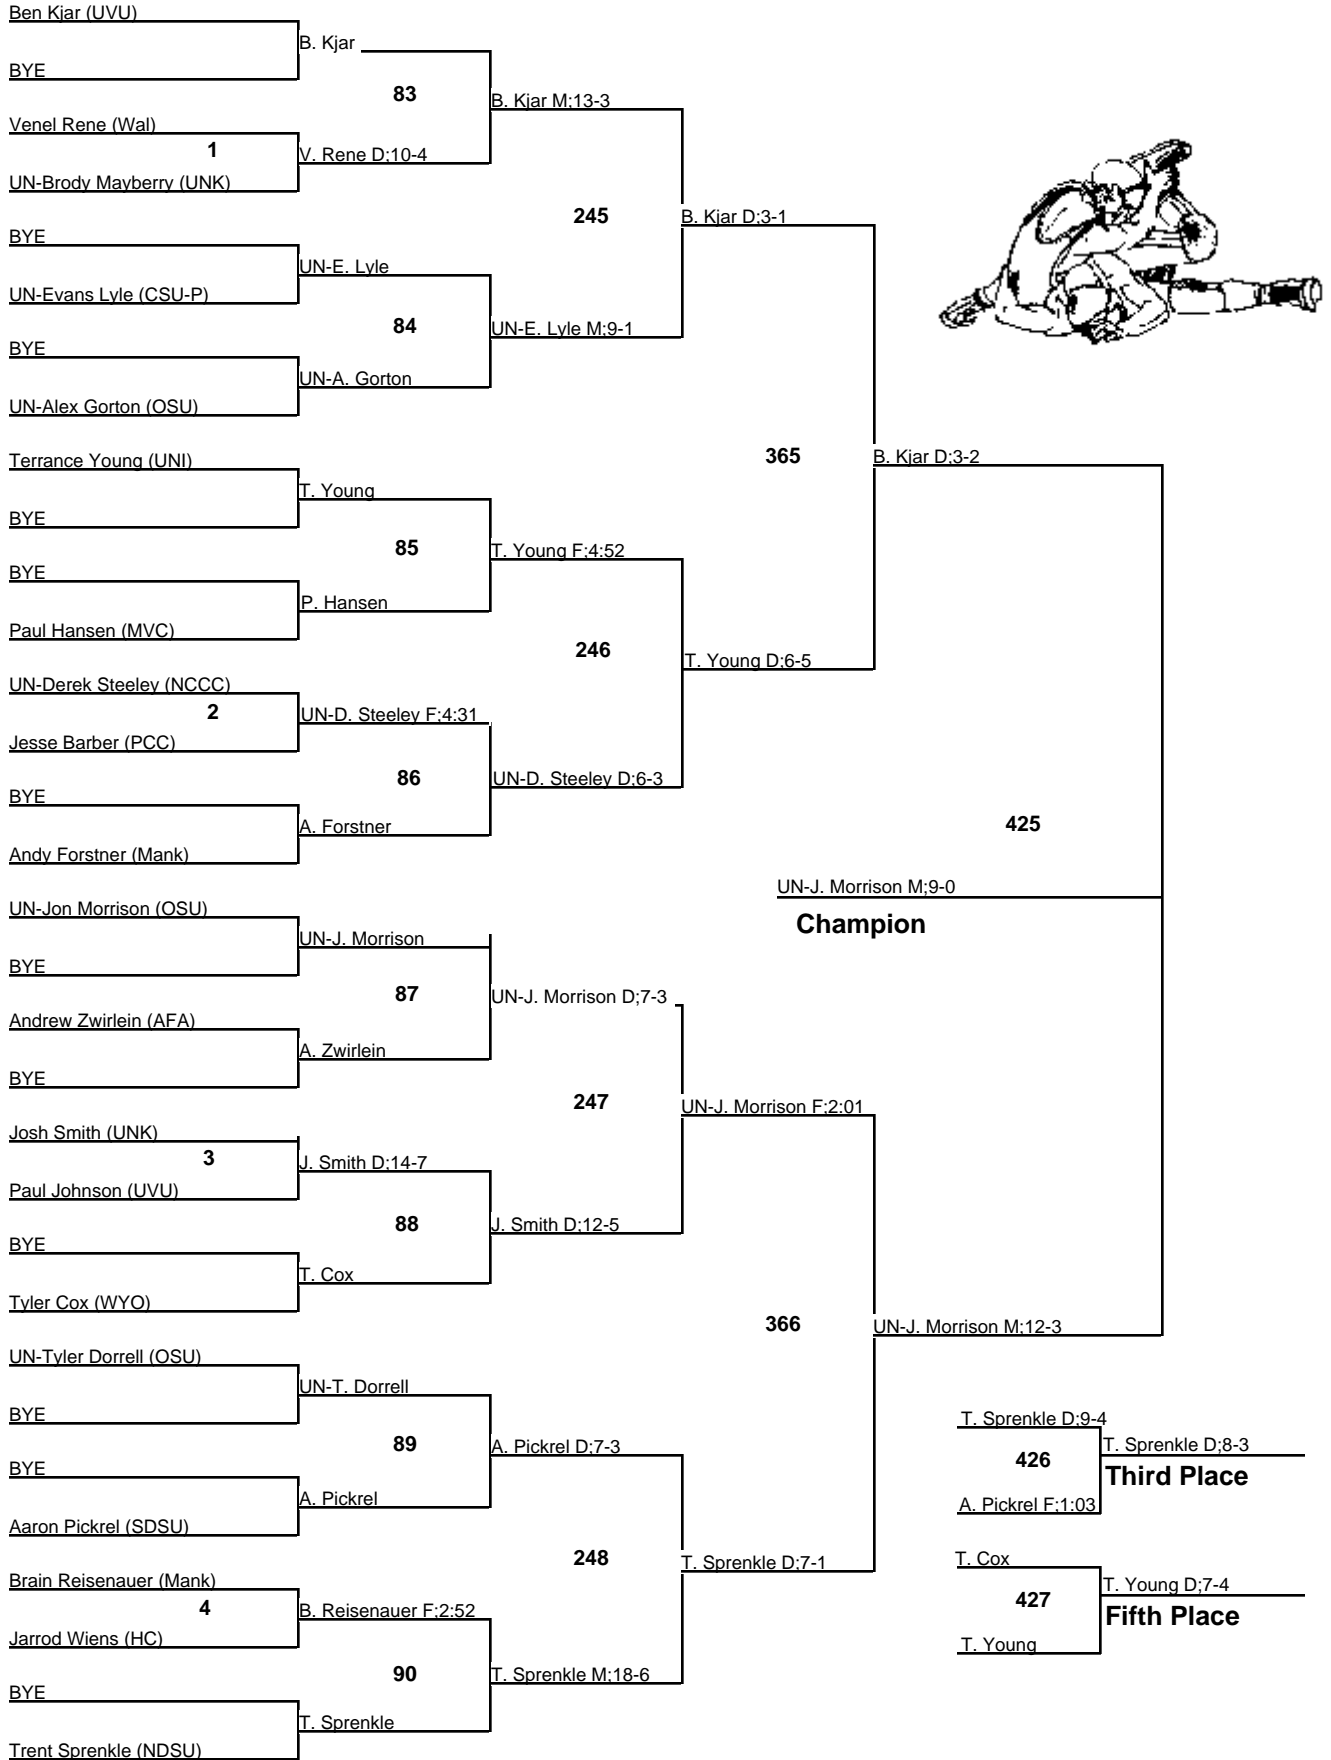 Ben Kjar (UVU)
B. Kjar
BYE
83
B. Kjar M;13-3
Venel Rene (Wal)
1
V. Rene D;10-4
UN-Brody Mayberry (UNK)
245
B. Kjar D;3-1
BYE
UN-E. Lyle
UN-Evans Lyle (CSU-P)
84
UN-E. Lyle M;9-1
BYE
UN-A. Gorton
UN-Alex Gorton (OSU)
365
B. Kjar D;3-2
Terrance Young (UNI)
T. Young
BYE
85
T. Young F;4:52
BYE
P. Hansen
Paul Hansen (MVC)
246
T. Young D;6-5
UN-Derek Steeley (NCCC)
2
UN-D. Steeley F;4:31
Jesse Barber (PCC)
86
UN-D. Steeley D;6-3
BYE
A. Forstner
Andy Forstner (Mank)
425
UN-J. Morrison M;9-0
Champion
UN-Jon Morrison (OSU)
UN-J. Morrison
BYE
87
UN-J. Morrison D;7-3
Andrew Zwirlein (AFA)
A. Zwirlein
BYE
247
UN-J. Morrison F;2:01
Josh Smith (UNK)
3
J. Smith D;14-7
Paul Johnson (UVU)
88
J. Smith D;12-5
BYE
T. Cox
Tyler Cox (WYO)
366
UN-J. Morrison M;12-3
UN-Tyler Dorrell (OSU)
UN-T. Dorrell
BYE
89
A. Pickrel D;7-3
BYE
A. Pickrel
Aaron Pickrel (SDSU)
248
T. Sprenkle D;7-1
Brain Reisenauer (Mank)
4
B. Reisenauer F;2:52
Jarrod Wiens (HC)
90
T. Sprenkle M;18-6
BYE
T. Sprenkle
Trent Sprenkle (NDSU)
T. Sprenkle D;9-4
426
T. Sprenkle D;8-3
Third Place
A. Pickrel F;1:03
T. Cox
427
T. Young D;7-4
Fifth Place
T. Young